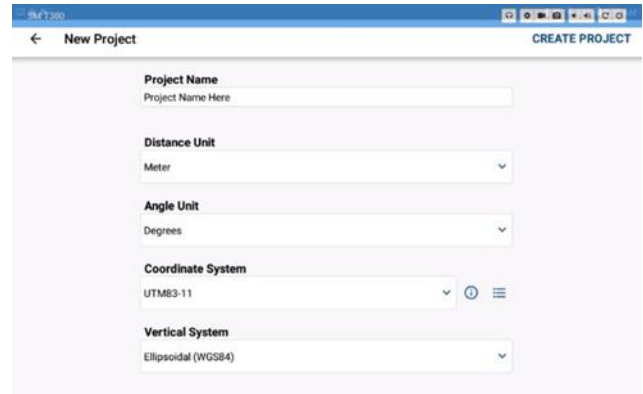 New Project
CREATE PROJECT
Project Name
Project Name Here
Distance Unit
Meter
Angle Unit
Degrees
Coordinate System
UTM83-11
Vertical System
Ellipsoidal (WGS84)